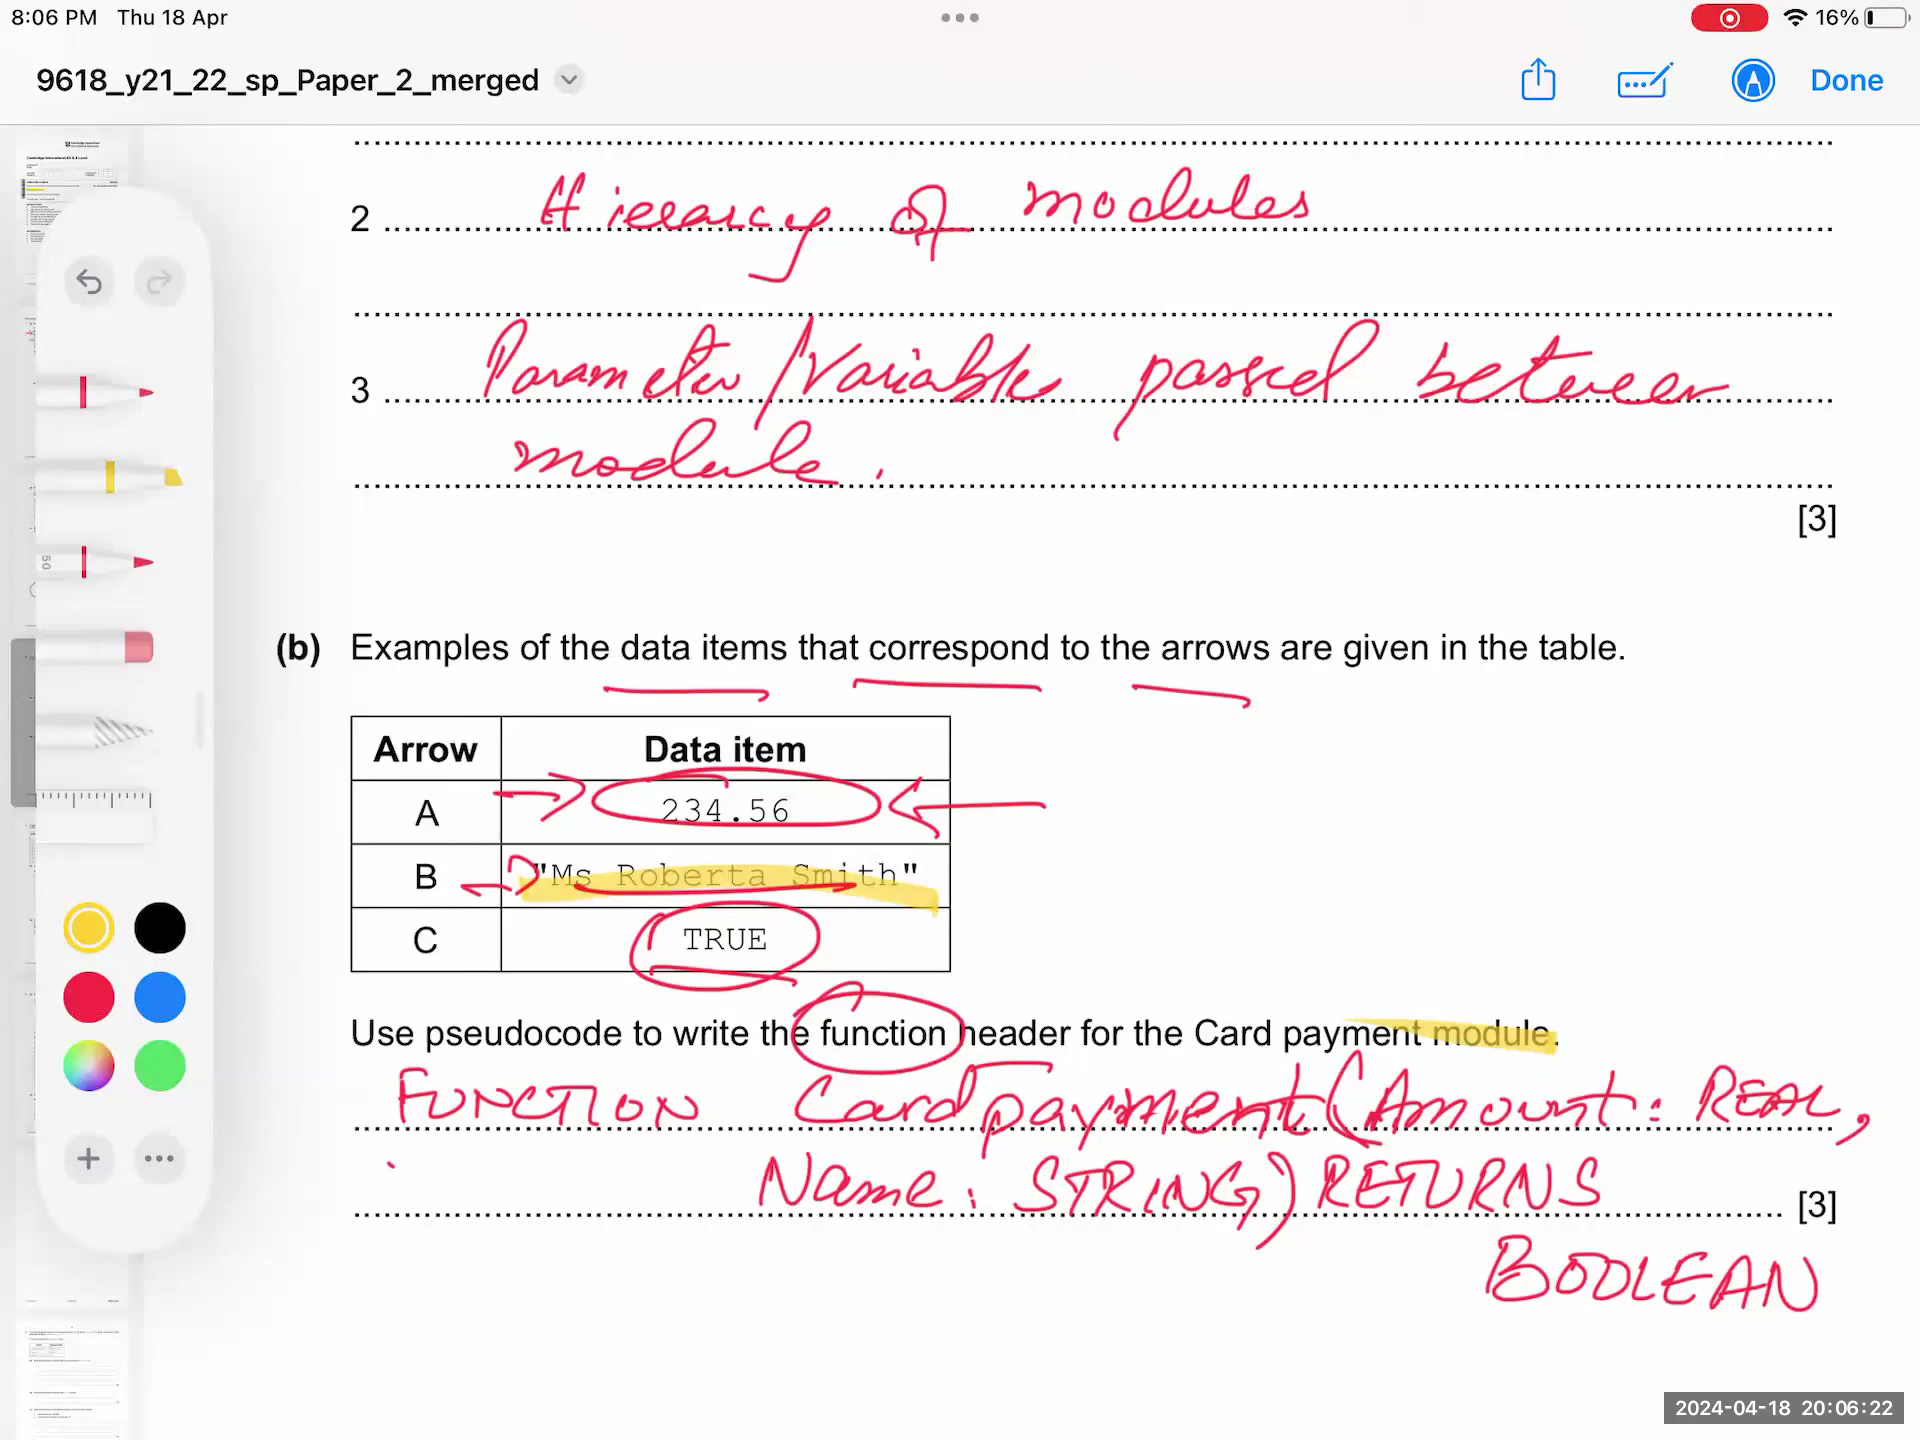 8:06 PM Thu 18 Apr
16%
9618_y21_22_sp_Paper_2_merged
Done
2 Hierarcy of modules
3 Parameter/Variables passed between
module.
[3]
(b) Examples of the data items that correspond to the arrows are given in the table.
Arrow Data item
A 234.56
B "Ms Roberta Smith"
C TRUE
Use pseudocode to write the function header for the Card payment module.
FUNCTION Cardpayment(Amount: REAL,
Name: STRING) RETURNS [3]
BOOLEAN
50
2024-04-18 20:06:22